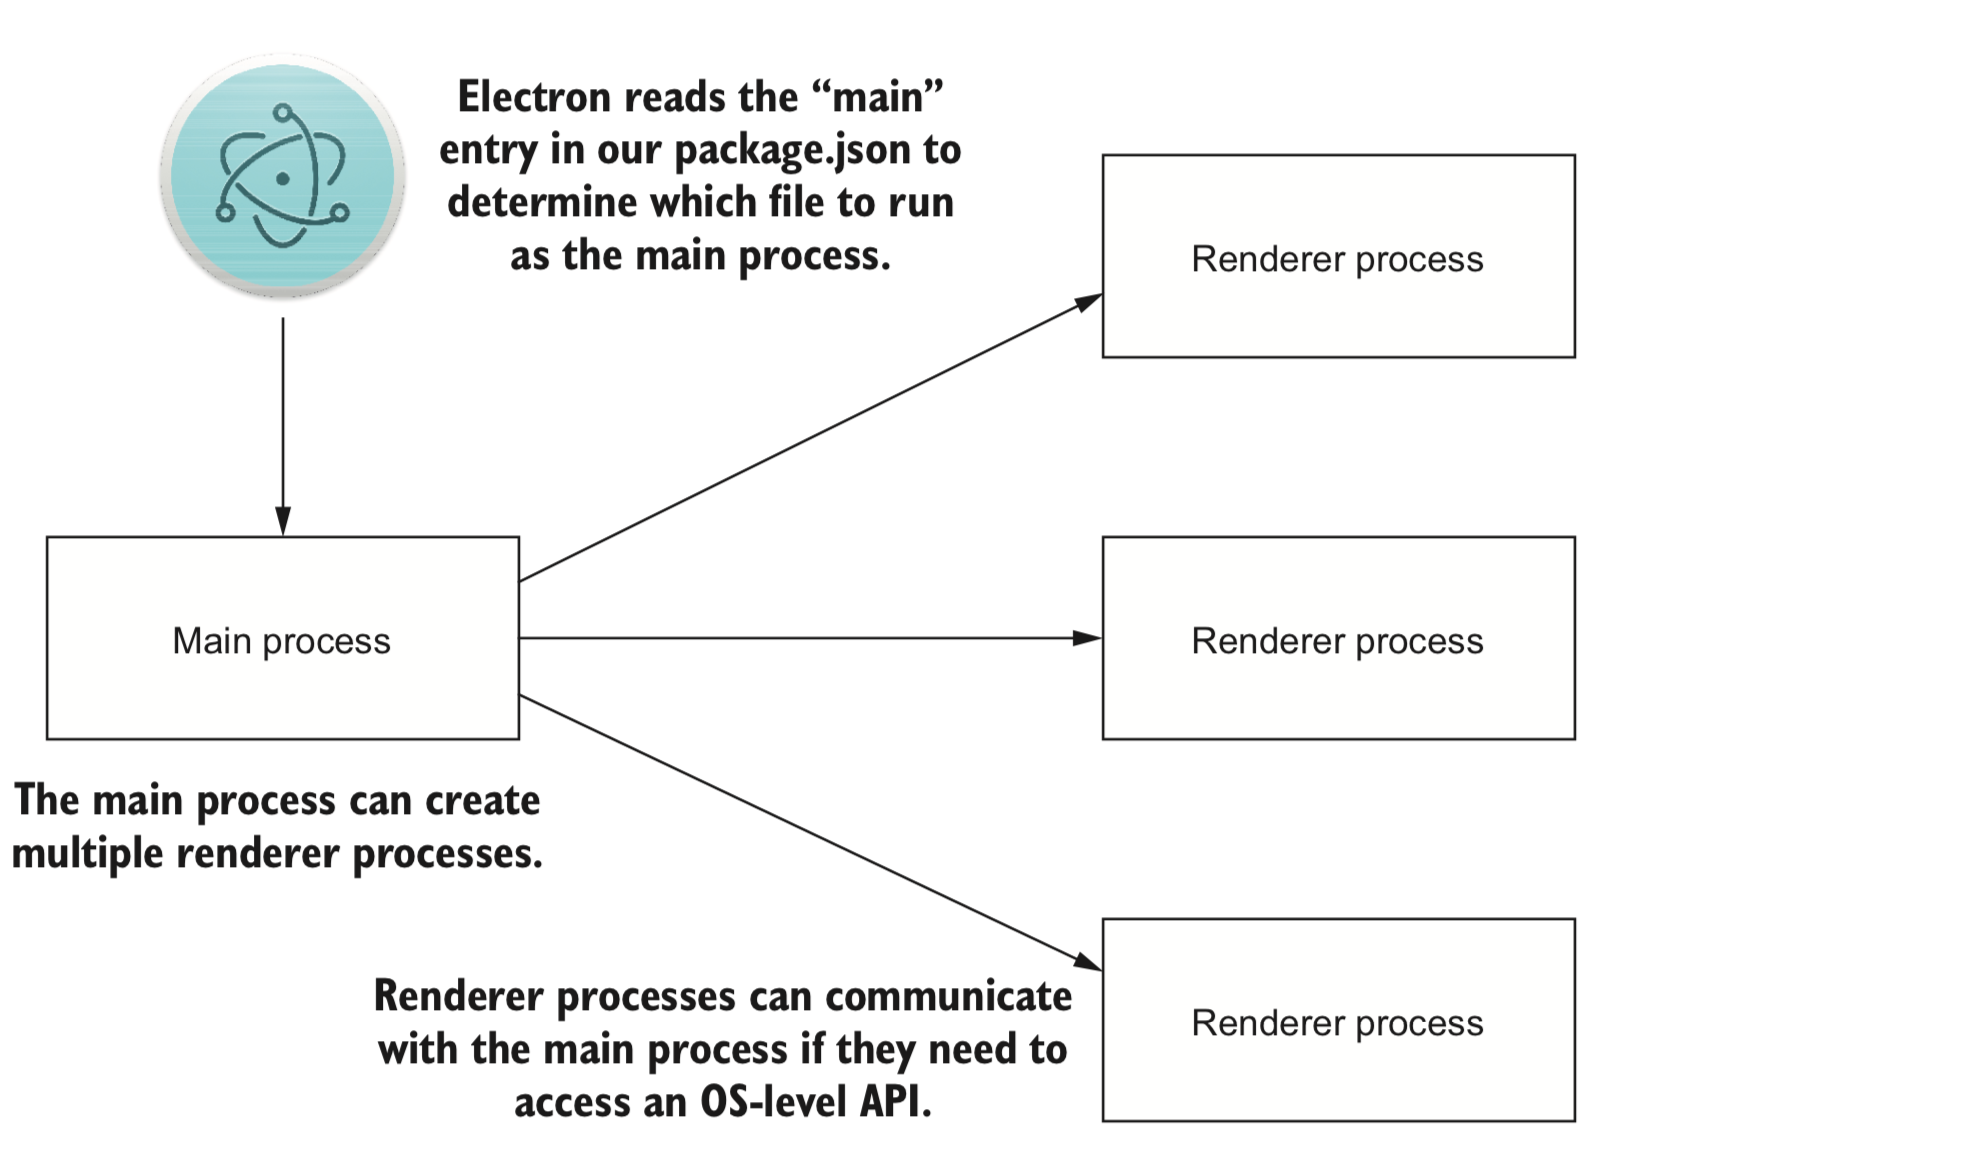 Electron reads the “main”
entry in our package.json to
determine which file to run
as the main process.
Renderer process
Main process
Renderer process
The main process can create
multiple renderer processes.
Renderer processes can communicate
with the main process if they need to
access an OS-level API.
Renderer process